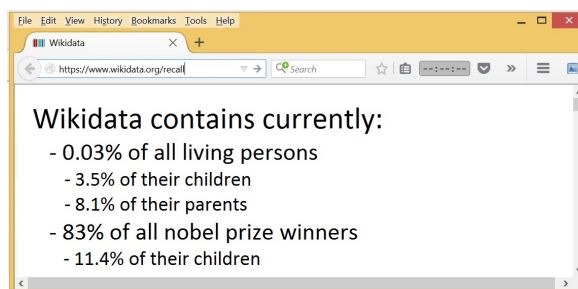 File Edit View History Bookmarks Tools Help
Wikidata
https://www.wikidata.org/recall
Search
--:--:--
Wikidata contains currently:
- 0.03% of all living persons
- 3.5% of their children
- 8.1% of their parents
- 83% of all nobel prize winners
- 11.4% of their children